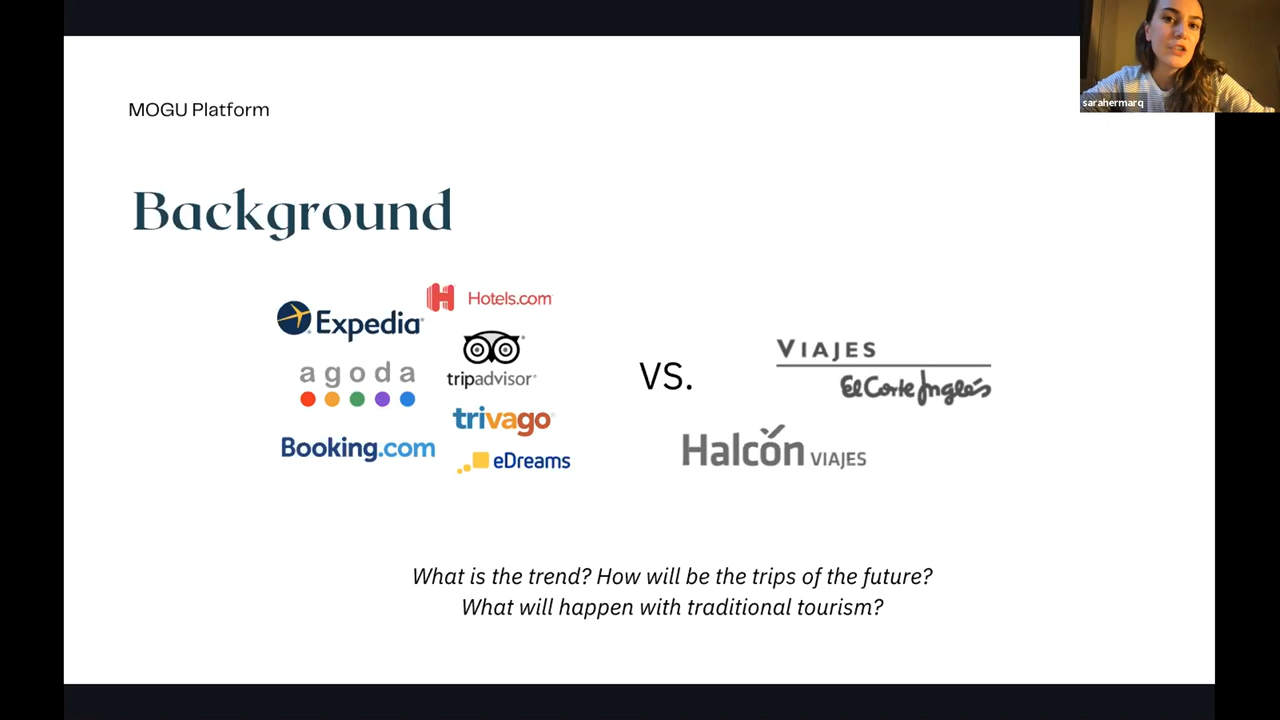 sarahermarq
MOGU Platform
Background
Hotels.com
Expedia
agoda
tripadvisor
trivago
Booking.com
eDreams
VS.
VIAJES
El Corte Inglés
Halcón VIAJES
What is the trend? How will be the trips of the future?
What will happen with traditional tourism?